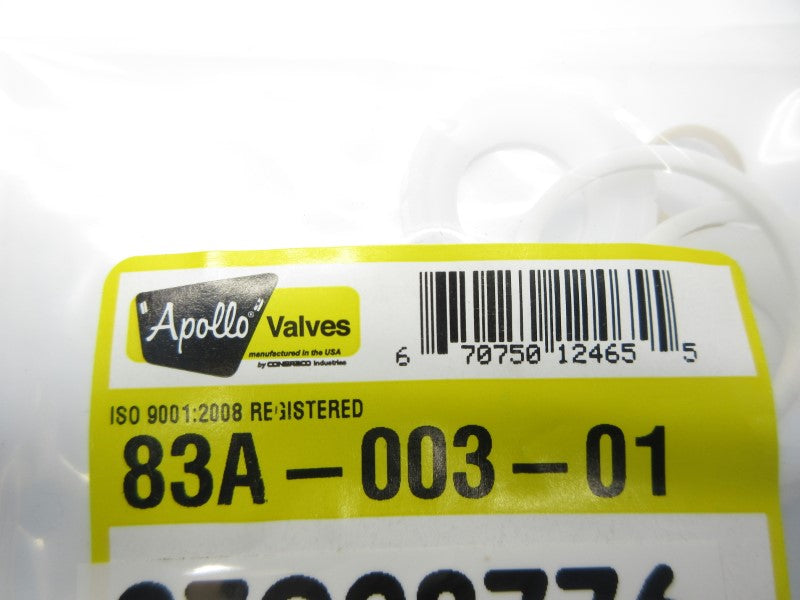 "Apollo"® Valves
manufactured in the USA
by CONBRACO Industries
6 70750 12465 5
ISO 9001:2008 REGISTERED
83A-003-01